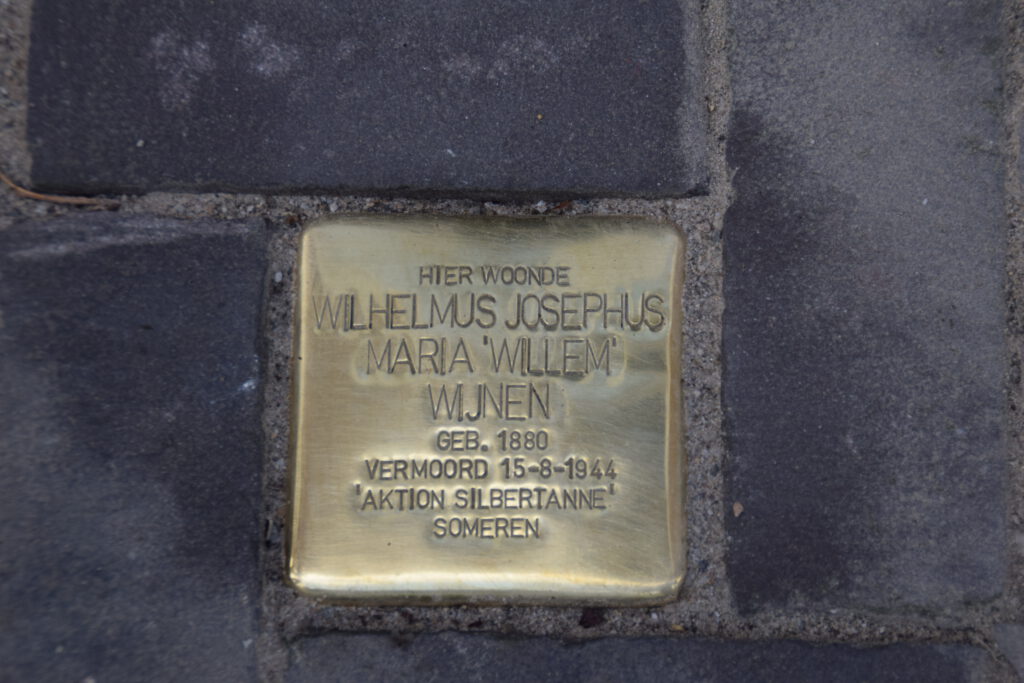 HIER WOONDE
WILHELMUS JOSEPHUS
MARIA 'WILLEM'
WIJNEN
GEB. 1880
VERMOORD 15-8-1944
'AKTION SILBERTANNE'
SOMEREN